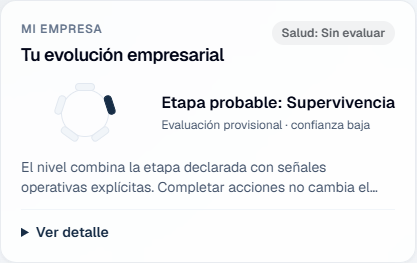 MI EMPRESA
Salud: Sin evaluar
Tu evolución empresarial
Etapa probable: Supervivencia
Evaluación provisional · confianza baja
El nivel combina la etapa declarada con señales
operativas explícitas. Completar acciones no cambia el...
Ver detalle